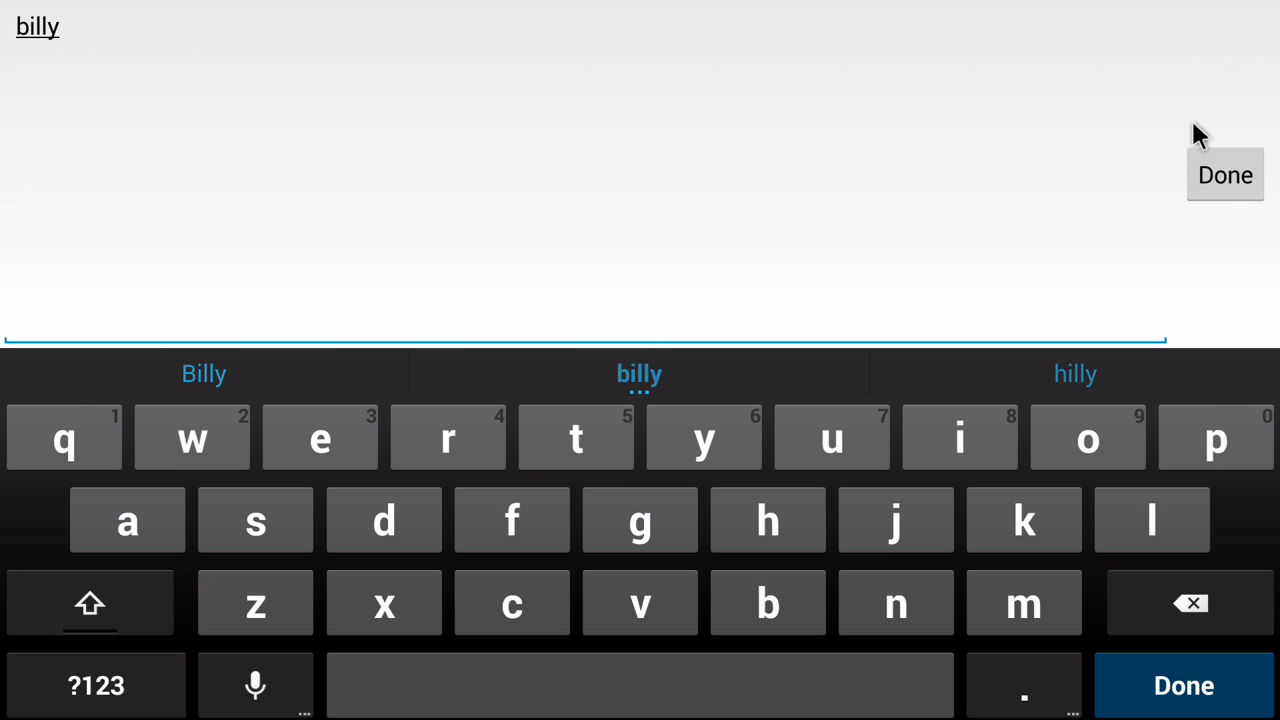 billy
Done
Billy billy hilly
q 1 w 2 e 3 r 4 t 5 y 6 u 7 i 8 o 9 p 0
a s d f g h j k l
z x c v b n m
?123 . Done